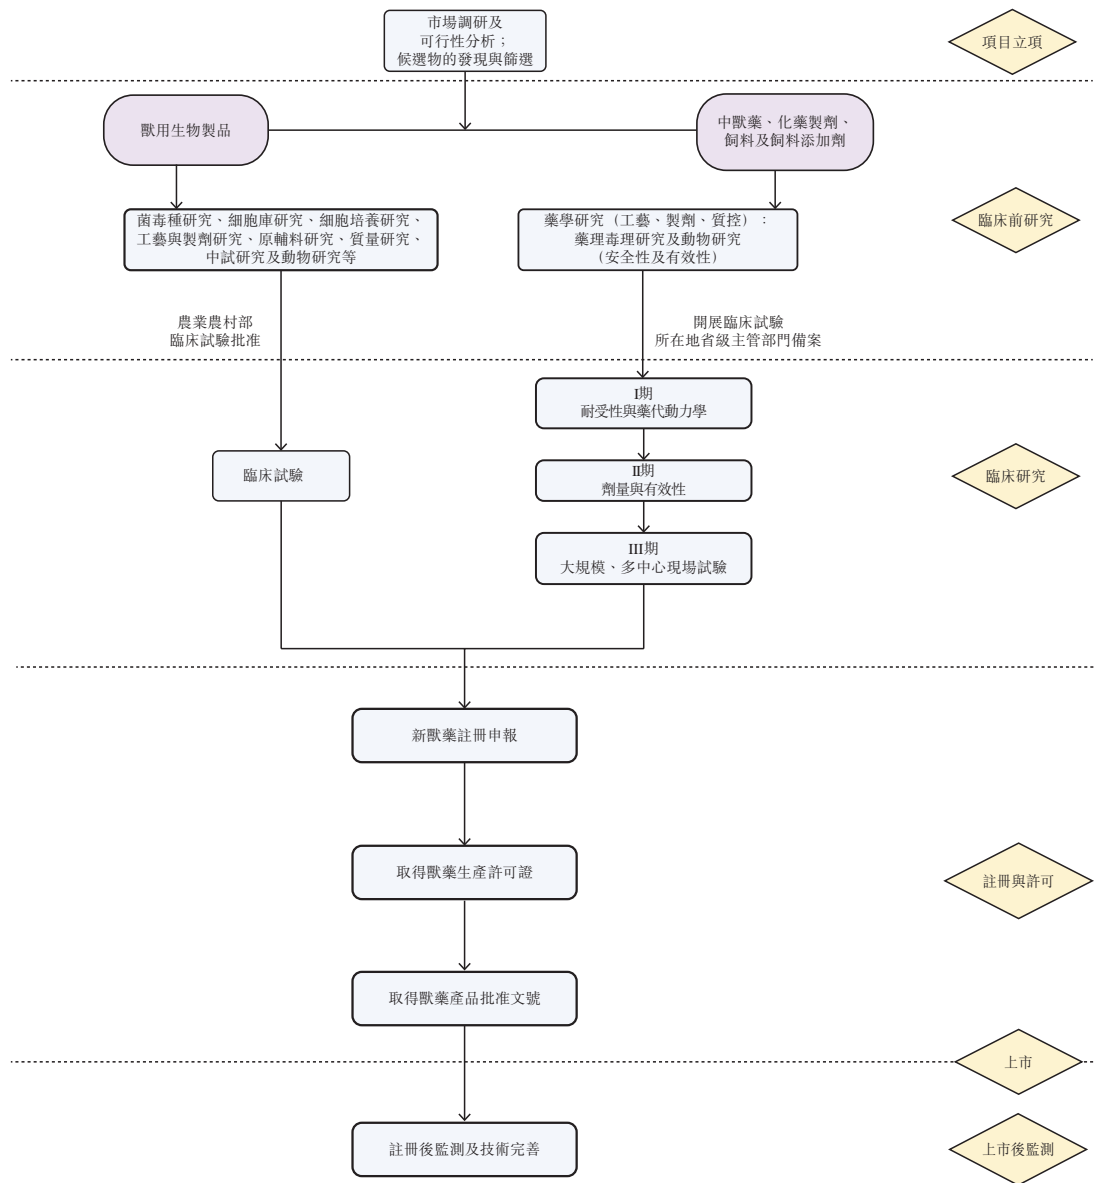 市場調研及
可行性分析；
候選物的發現與篩選
項目立項
獸用生物製品
中獸藥、化藥製劑、
飼料及飼料添加劑
菌毒種研究、細胞庫研究、細胞培養研究、
工藝與製劑研究、原輔料研究、質量研究、
中試研究及動物研究等
藥學研究（工藝、製劑、質控）：
藥理毒理研究及動物研究
（安全性及有效性）
臨床前研究
農業農村部
臨床試驗批准
開展臨床試驗
所在地省級主管部門備案
I期
耐受性與藥代動力學
臨床試驗
II期
劑量與有效性
臨床研究
III期
大規模、多中心現場試驗
新獸藥註冊申報
取得獸藥生產許可證
註冊與許可
取得獸藥產品批准文號
上市
註冊後監測及技術完善
上市後監測